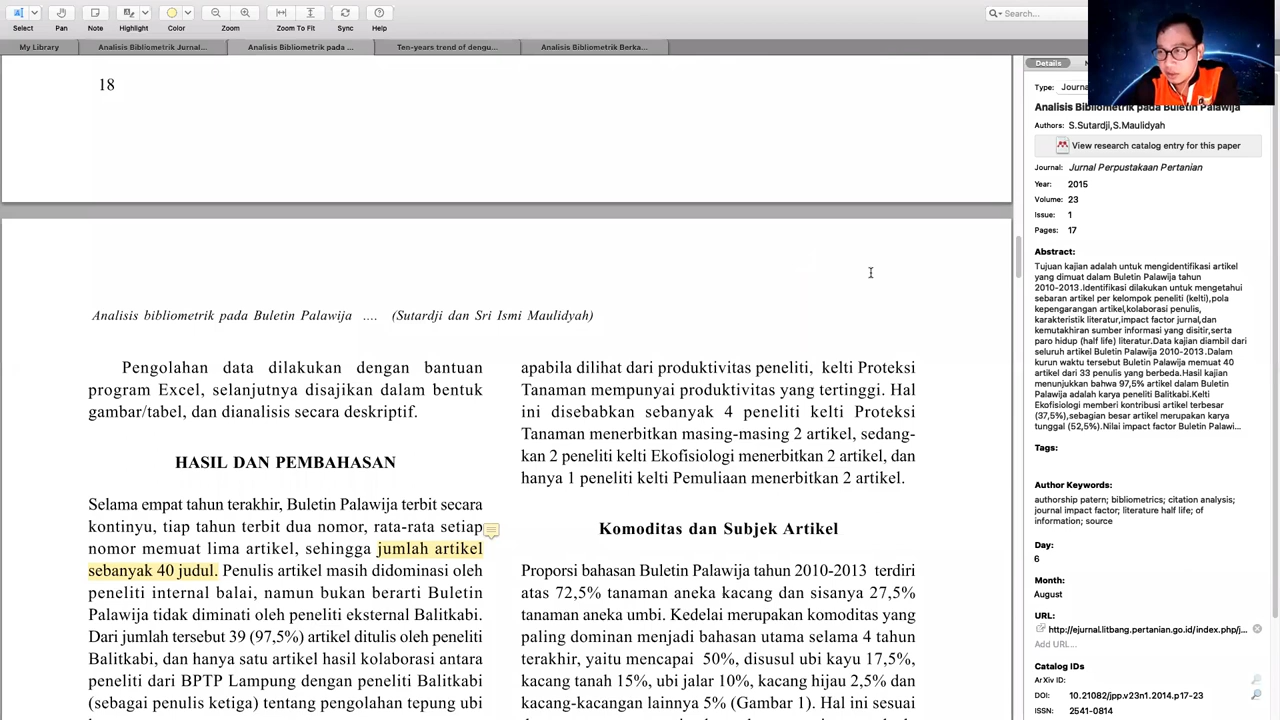 Select
Pan
Note
Highlight
Color
Zoom
Zoom To Fit
Sync
Help
Search...
My Library
Analisis Bibliometrik Jurnal...
Analisis Bibliometrik pada ...
Ten-years trend of dengu...
Analisis Bibliometrik Berka...
18
Analisis bibliometrik pada Buletin Palawija .... (Sutardji dan Sri Ismi Maulidyah)
Pengolahan data dilakukan dengan bantuan
program Excel, selanjutnya disajikan dalam bentuk
gambar/tabel, dan dianalisis secara deskriptif.
HASIL DAN PEMBAHASAN
Selama empat tahun terakhir, Buletin Palawija terbit secara
kontinyu, tiap tahun terbit dua nomor, rata-rata setiap
nomor memuat lima artikel, sehingga jumlah artikel
sebanyak 40 judul. Penulis artikel masih didominasi oleh
peneliti internal balai, namun bukan berarti Buletin
Palawija tidak diminati oleh peneliti eksternal Balitkabi.
Dari jumlah tersebut 39 (97,5%) artikel ditulis oleh peneliti
Balitkabi, dan hanya satu artikel hasil kolaborasi antara
peneliti dari BPTP Lampung dengan peneliti Balitkabi
(sebagai penulis ketiga) tentang pengolahan tepung ubi
apabila dilihat dari produktivitas peneliti, kelti Proteksi
Tanaman mempunyai produktivitas yang tertinggi. Hal
ini disebabkan sebanyak 4 peneliti kelti Proteksi
Tanaman menerbitkan masing-masing 2 artikel, sedang-
kan 2 peneliti kelti Ekofisiologi menerbitkan 2 artikel, dan
hanya 1 peneliti kelti Pemuliaan menerbitkan 2 artikel.
Komoditas dan Subjek Artikel
Proporsi bahasan Buletin Palawija tahun 2010-2013 terdiri
atas 72,5% tanaman aneka kacang dan sisanya 27,5%
tanaman aneka umbi. Kedelai merupakan komoditas yang
paling dominan menjadi bahasan utama selama 4 tahun
terakhir, yaitu mencapai 50%, disusul ubi kayu 17,5%,
kacang tanah 15%, ubi jalar 10%, kacang hijau 2,5% dan
kacang-kacangan lainnya 5% (Gambar 1). Hal ini sesuai
Details
Type: Journa
Analisis Bibliometrik pada Buletin Palawija
Authors: S.Sutardji,S.Maulidyah
View research catalog entry for this paper
Journal: Jurnal Perpustakaan Pertanian
Year: 2015
Volume: 23
Issue: 1
Pages: 17
Abstract:
Tujuan kajian adalah untuk mengidentifikasi artikel
yang dimuat dalam Buletin Palawija tahun
2010-2013.Identifikasi dilakukan untuk mengetahui
sebaran artikel per kelompok peneliti (kelti),pola
kepengarangan artikel,kolaborasi penulis,
karakteristik literatur,impact factor jurnal,dan
kemutakhiran sumber informasi yang disitir,serta
paro hidup (half life) literatur.Data kajian diambil dari
seluruh artikel Buletin Palawija 2010-2013.Dalam
kurun waktu tersebut Buletin Palawija memuat 40
artikel dari 33 penulis yang berbeda.Hasil kajian
menunjukkan bahwa 97,5% artikel dalam Buletin
Palawija adalah karya peneliti Balitkabi.Kelti
Ekofisiologi memberi kontribusi artikel terbesar
(37,5%),sebagian besar artikel merupakan karya
tunggal (52,5%).Nilai impact factor Buletin Palawi...
Tags:
Author Keywords:
authorship patern; bibliometrics; citation analysis;
journal impact factor; literature half life; of
information; source
Day:
6
Month:
August
URL:
http://ejurnal.litbang.pertanian.go.id/index.php/j...
Add URL...
Catalog IDs
ArXiv ID:
DOI: 10.21082/jpp.v23n1.2014.p17-23
ISSN: 2541-0814